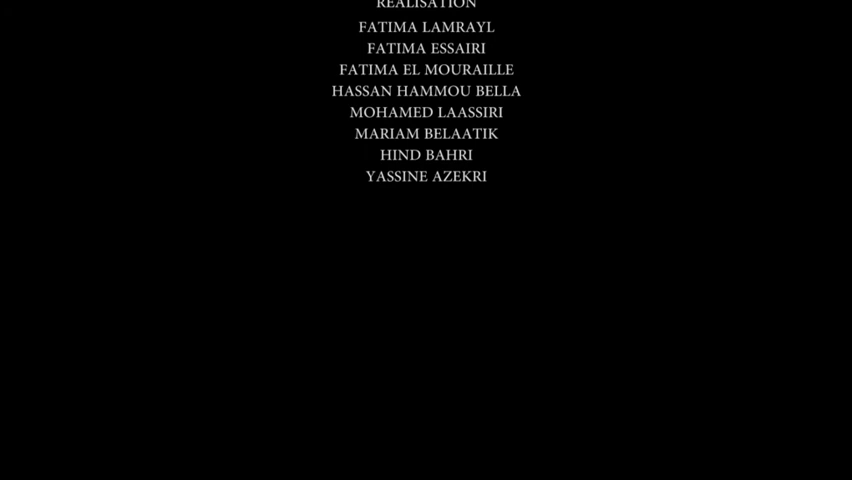 REALISATION
FATIMA LAMRAYL
FATIMA ESSAIRI
FATIMA EL MOURAILLE
HASSAN HAMMOU BELLA
MOHAMED LAASSIRI
MARIAM BELAATIK
HIND BAHRI
YASSINE AZEKRI